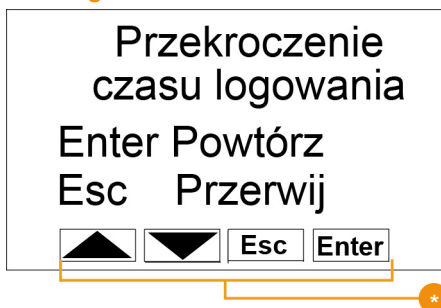 Przekroczenie
czasu logowania
Enter Powtórz
Esc Przerwij
Esc Enter
*